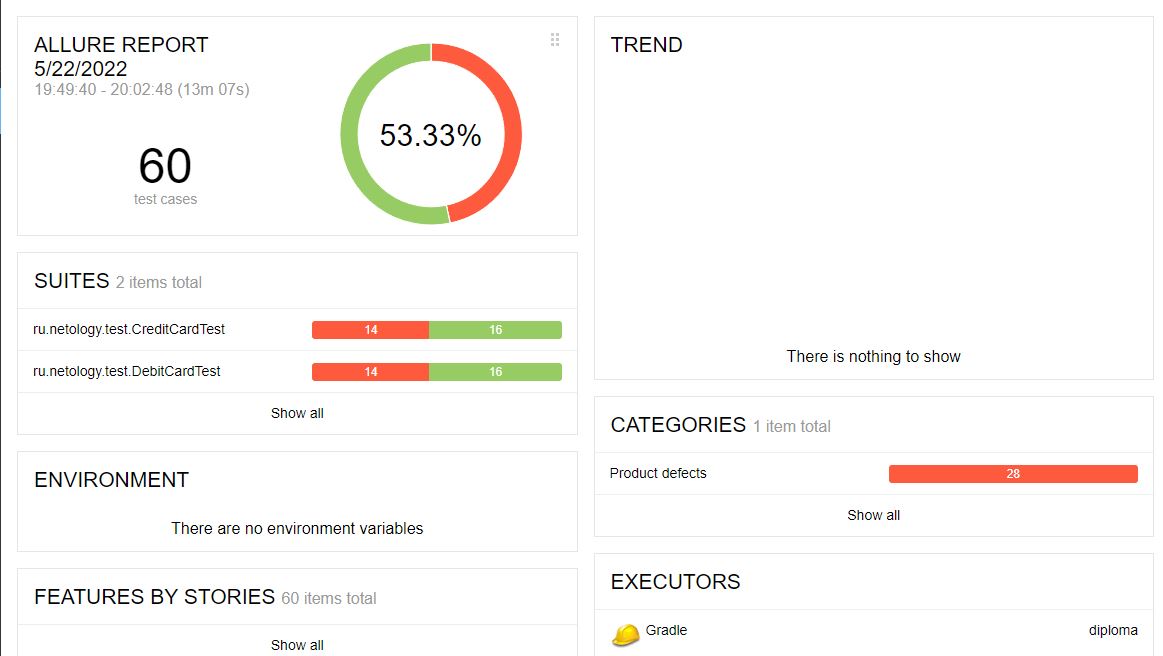 ALLURE REPORT
5/22/2022
19:49:40 - 20:02:48 (13m 07s)
60
test cases
53.33%
SUITES 2 items total
ru.netology.test.CreditCardTest 14 16
ru.netology.test.DebitCardTest 14 16
Show all
ENVIRONMENT
There are no environment variables
FEATURES BY STORIES 60 items total
Show all
TREND
There is nothing to show
CATEGORIES 1 item total
Product defects 28
Show all
EXECUTORS
Gradle diploma